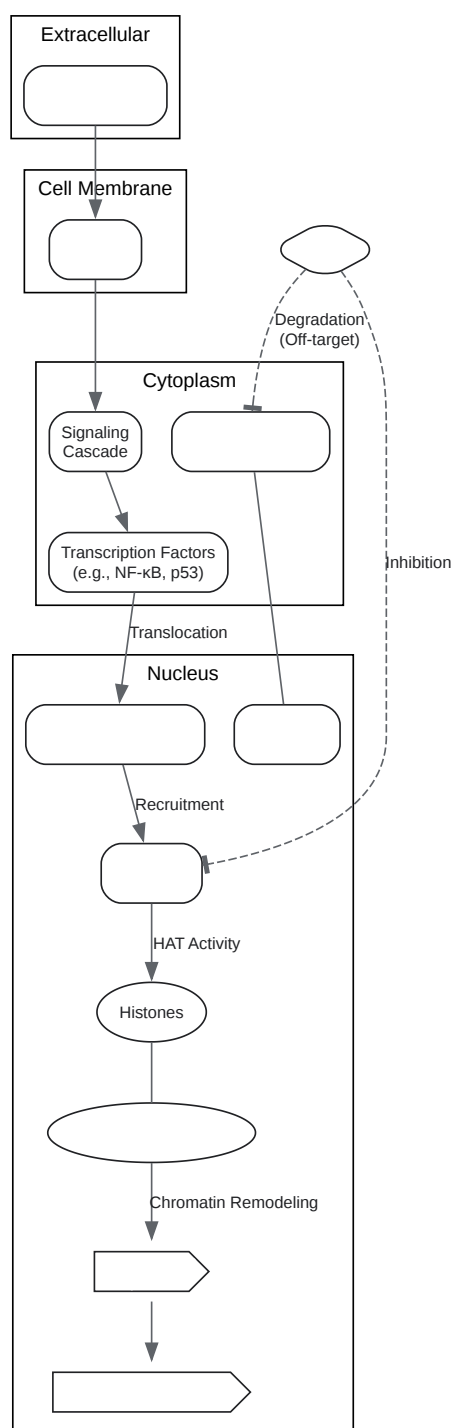 Extracellular
Cell Membrane
Degradation
(Off-target)
Cytoplasm
Signaling
Cascade
Transcription Factors
(e.g., NF-κB, p53)
Inhibition
Translocation
Nucleus
Recruitment
HAT Activity
Histones
Chromatin Remodeling